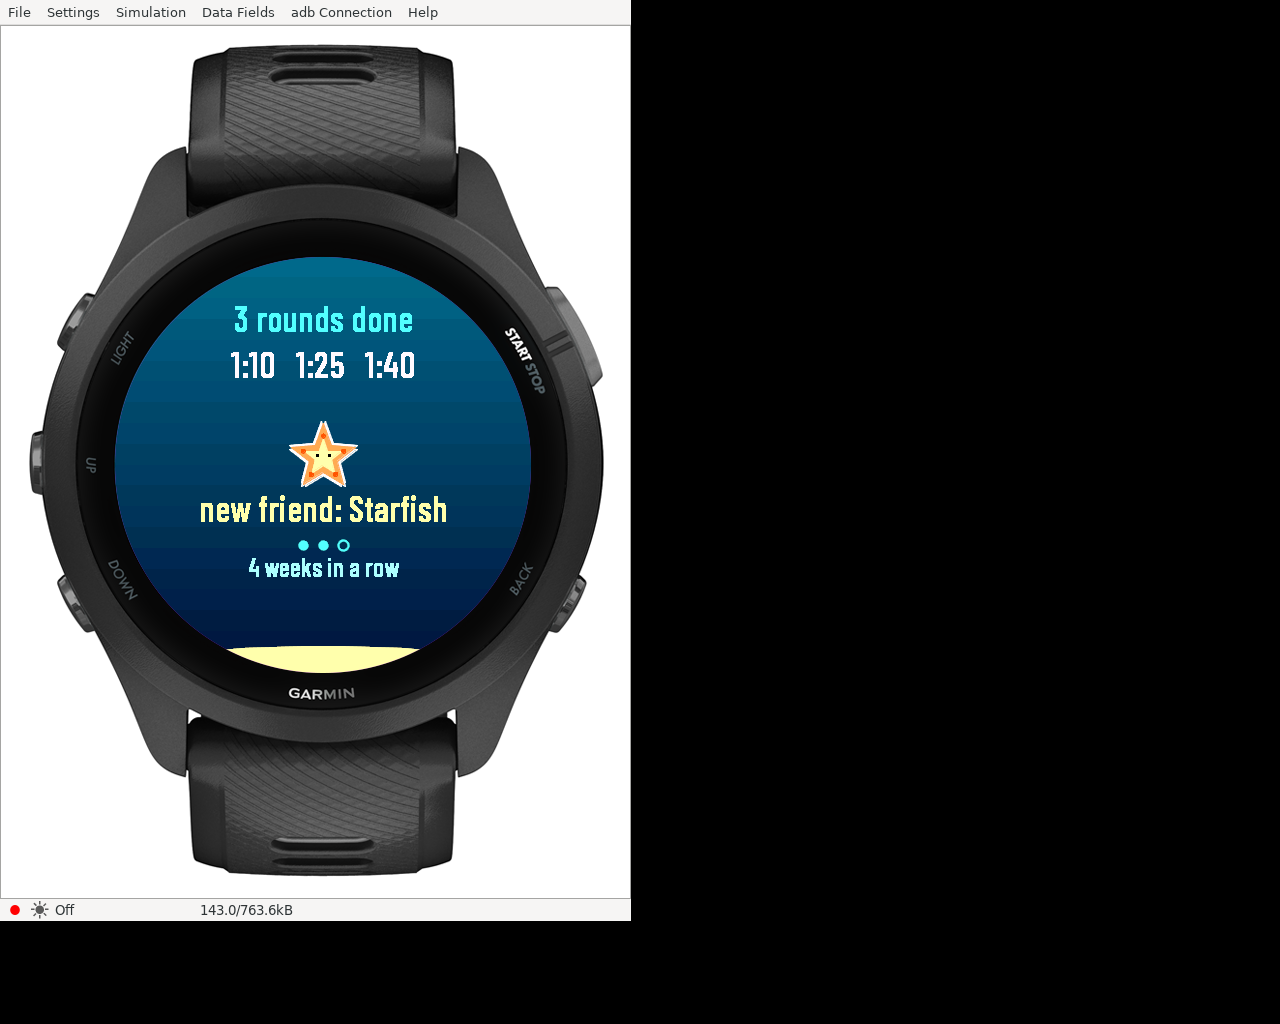 File Settings Simulation Data Fields adb Connection Help
3 rounds done
1:10 1:25 1:40
new friend: Starfish
4 weeks in a row
LIGHT
UP
DOWN
START STOP
BACK
GARMIN
Off 143.0/763.6kB